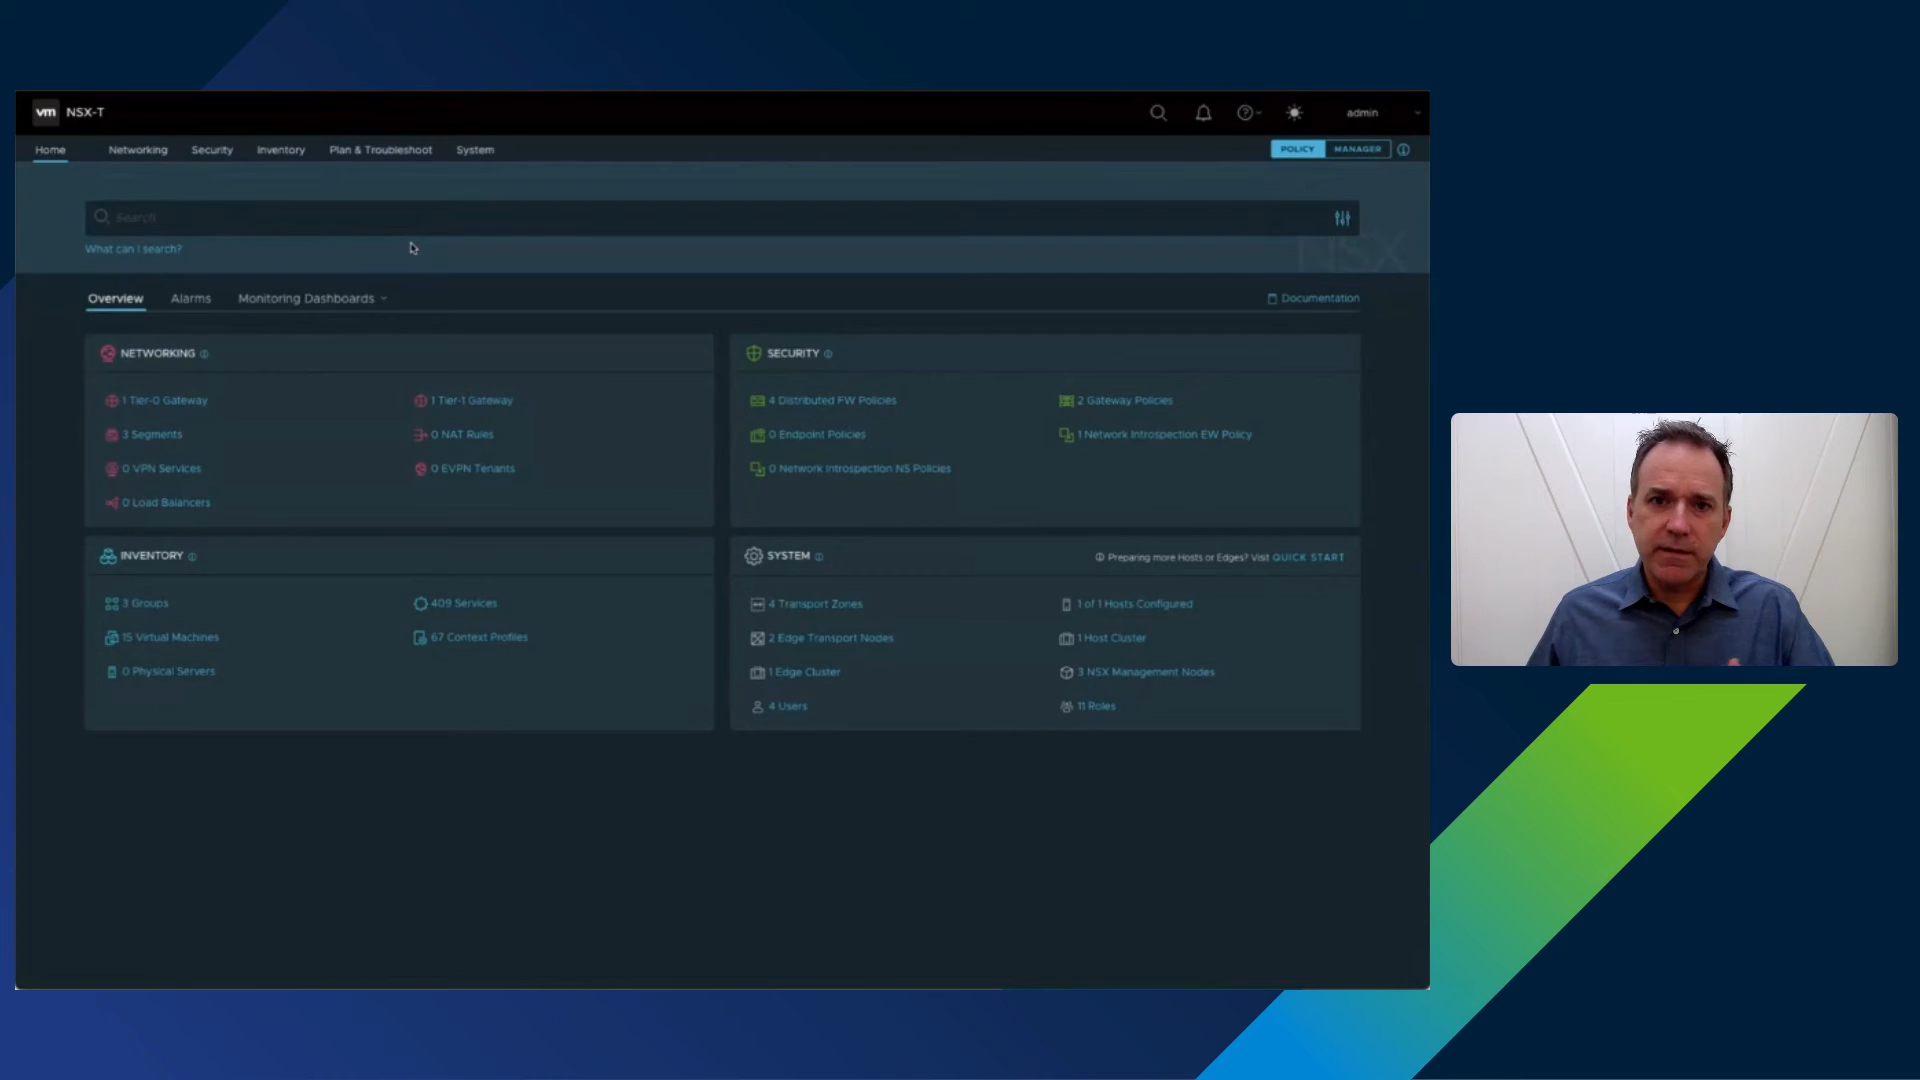 vm NSX-T
admin
Home Networking Security Inventory Plan & Troubleshoot System
POLICY MANAGER
Search
What can I search?
NSX
Overview Alarms Monitoring Dashboards
Documentation
NETWORKING
1 Tier-0 Gateway
1 Tier-1 Gateway
3 Segments
0 NAT Rules
0 VPN Services
0 EVPN Tenants
0 Load Balancers
SECURITY
4 Distributed FW Policies
2 Gateway Policies
0 Endpoint Policies
1 Network Introspection EW Policy
0 Network Introspection NS Policies
INVENTORY
3 Groups
409 Services
15 Virtual Machines
67 Context Profiles
0 Physical Servers
SYSTEM
Preparing more Hosts or Edges? Visit QUICK START
4 Transport Zones
1 of 1 Hosts Configured
2 Edge Transport Nodes
1 Host Cluster
1 Edge Cluster
3 NSX Management Nodes
4 Users
11 Roles